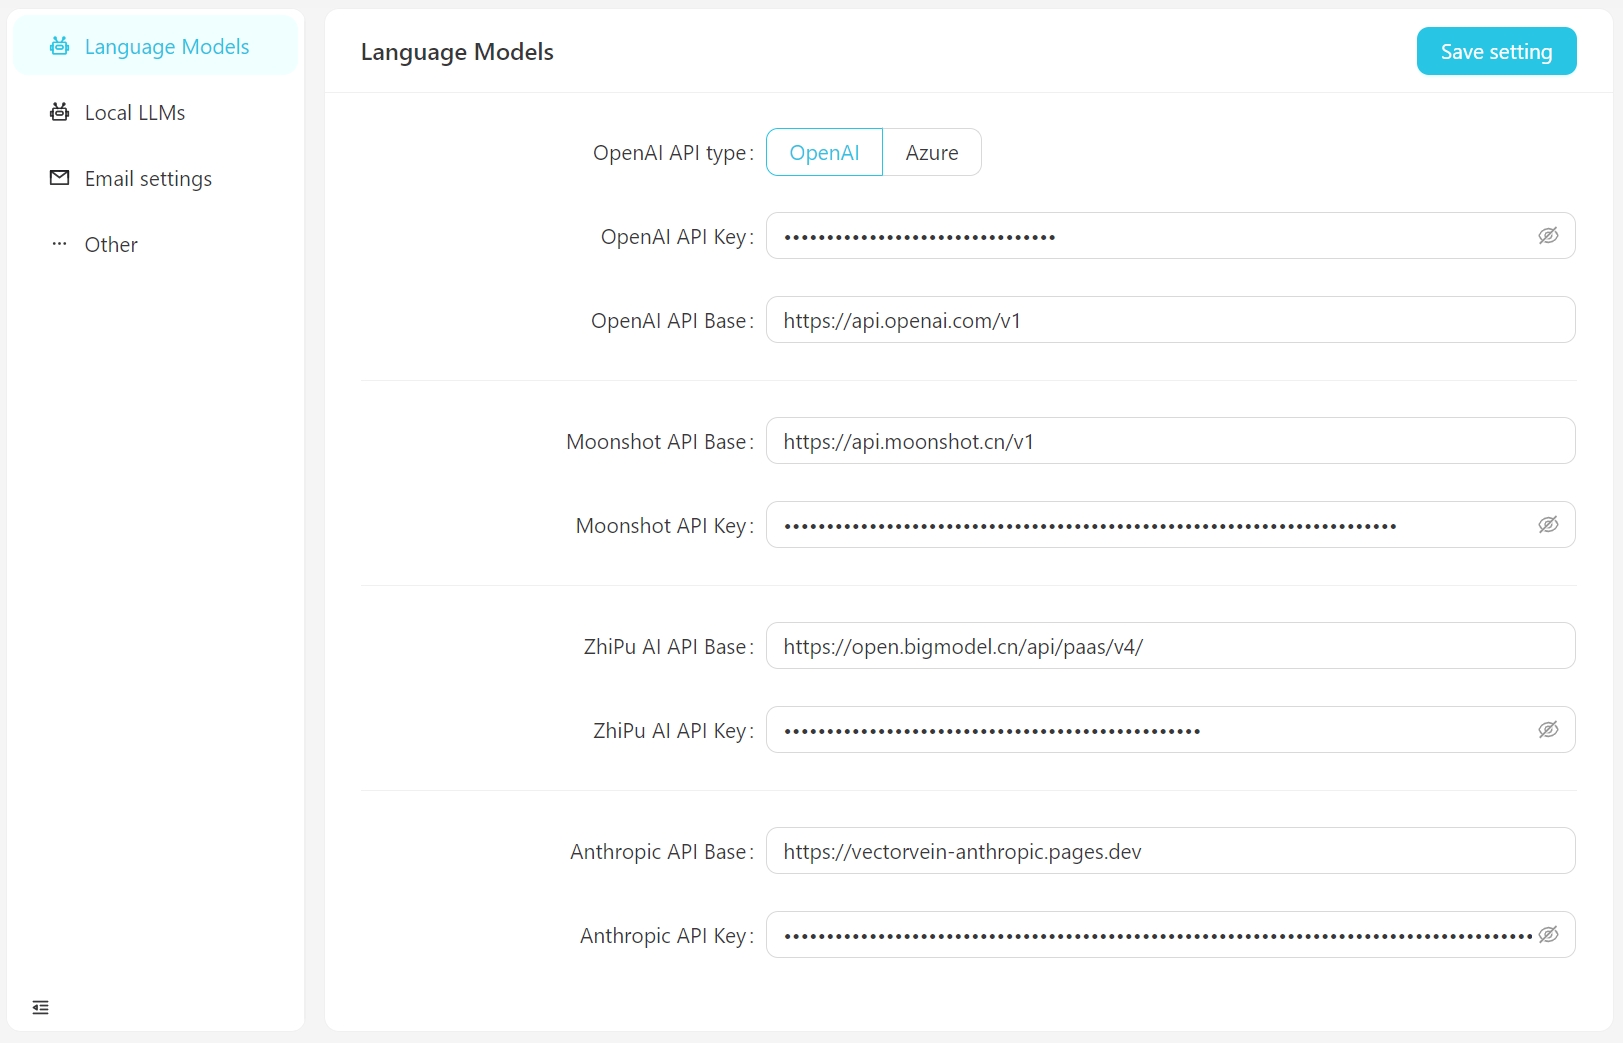 Language Models
Local LLMs
Email settings
Other
Language Models
Save setting
OpenAI API type:
OpenAI
Azure
OpenAI API Key:
OpenAI API Base:
https://api.openai.com/v1
Moonshot API Base:
https://api.moonshot.cn/v1
Moonshot API Key:
ZhiPu AI API Base:
https://open.bigmodel.cn/api/paas/v4/
ZhiPu AI API Key:
Anthropic API Base:
https://vectorvein-anthropic.pages.dev
Anthropic API Key: